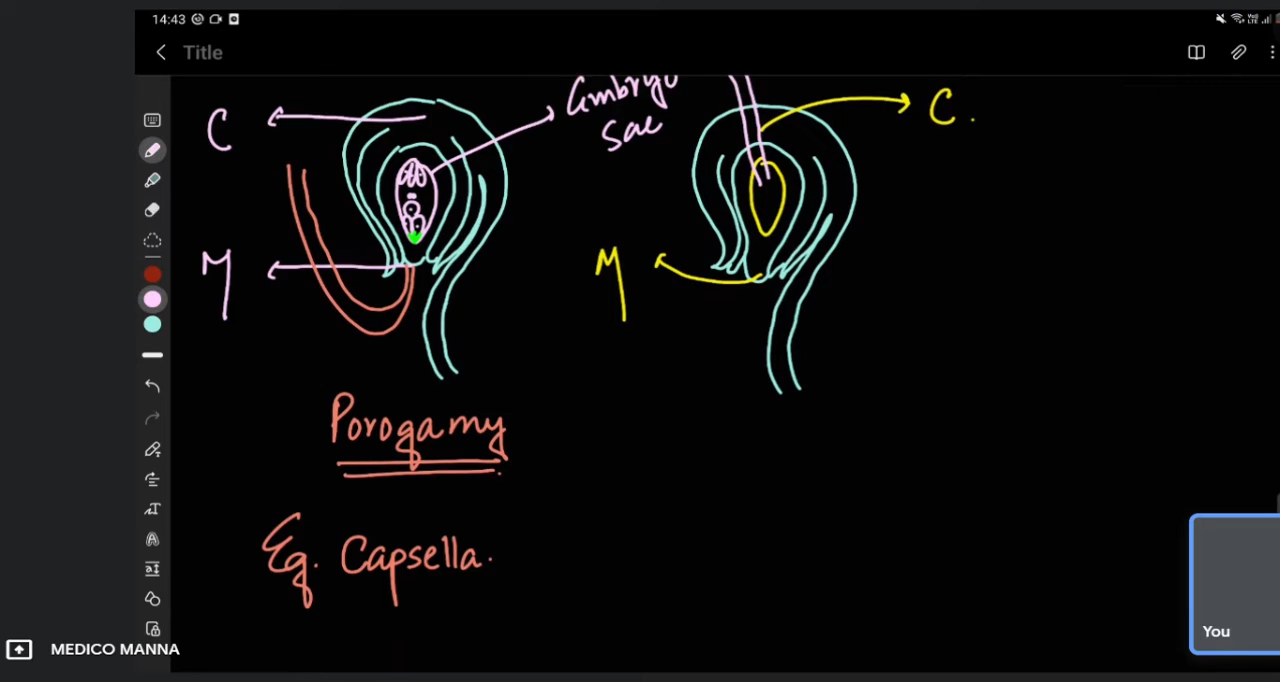 14:43
Title
Embryo
sac
C
C.
M
M
Porogamy
Eg. Capsella.
You
MEDICO MANNA